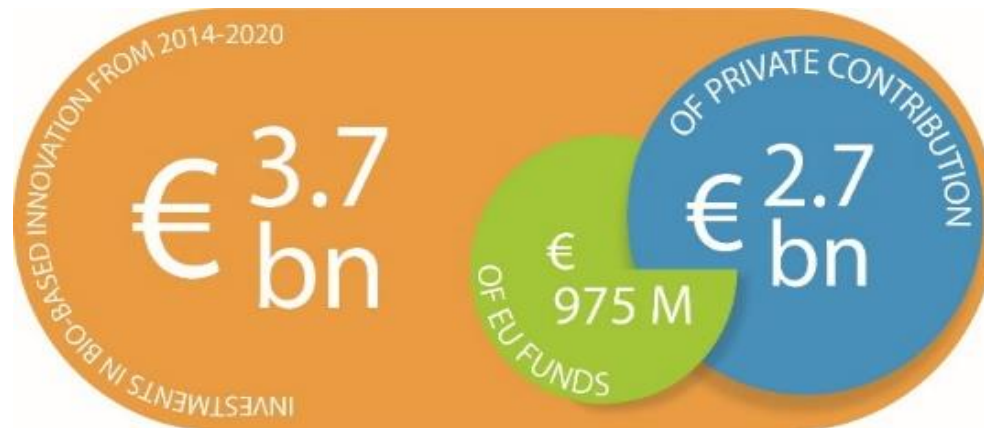 INVESTMENTS IN BIO-BASED INNOVATION FROM 2014-2020
€ 3.7
bn
€
975 M
OF EU FUNDS
OF PRIVATE CONTRIBUTION
€ 2.7
bn